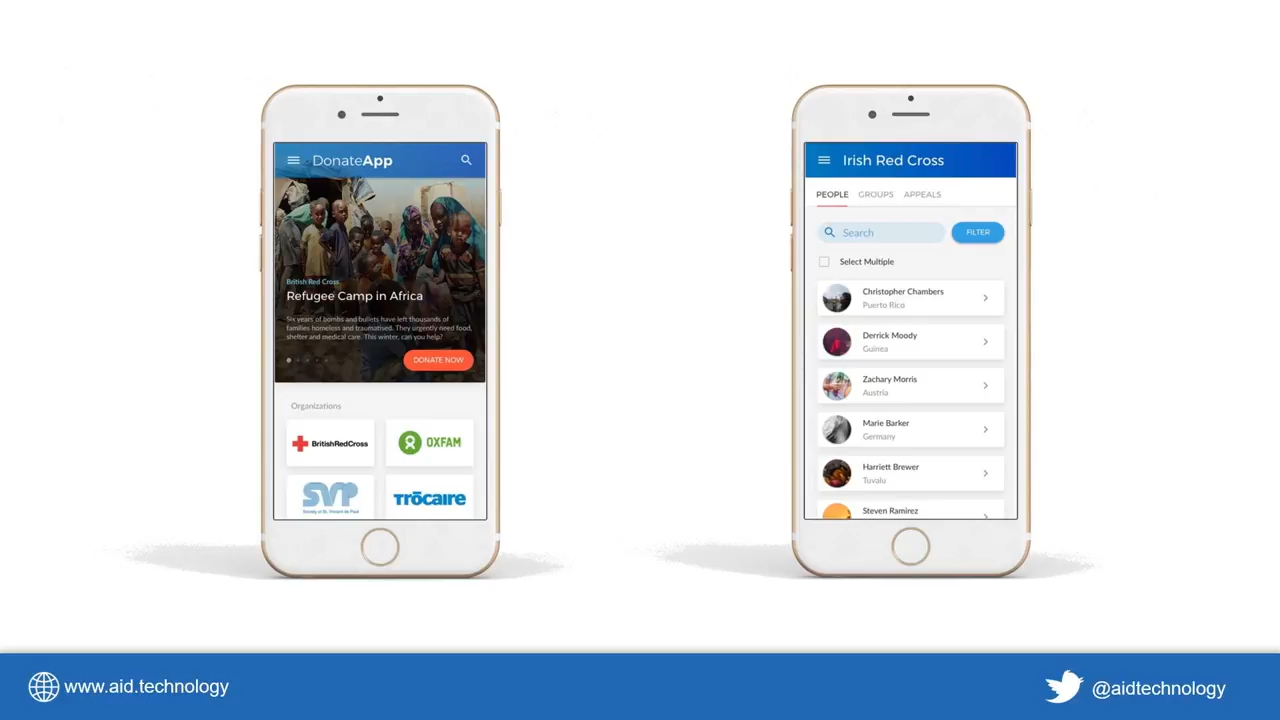 DonateApp
British Red Cross
Refugee Camp in Africa
Six years of bombs and bullets have left thousands of
families homeless and traumatised. They urgently need food,
shelter and medical care. This winter, can you help?
DONATE NOW
Organizations
BritishRedCross
OXFAM
SVP
Society of St. Vincent de Paul
Trócaire
Irish Red Cross
PEOPLE GROUPS APPEALS
Search
FILTER
Select Multiple
Christopher Chambers
Puerto Rico
Derrick Moody
Guinea
Zachary Morris
Austria
Marie Barker
Germany
Harriett Brewer
Tuvalu
Steven Ramirez
www.aid.technology
@aidtechnology